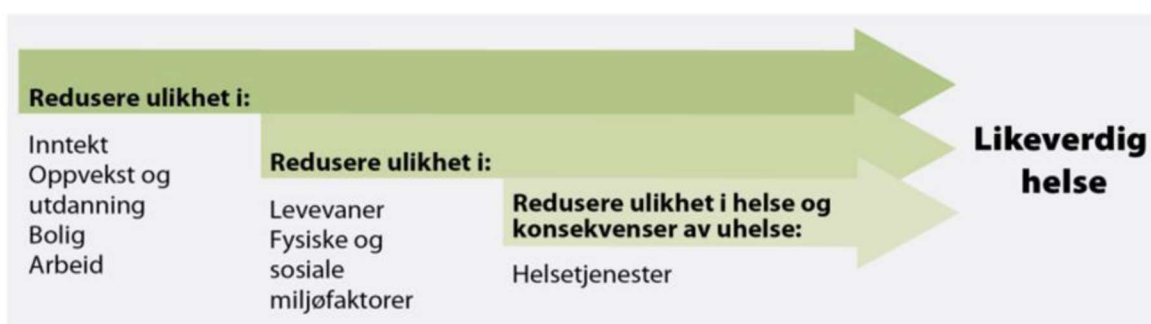 Redusere ulikhet i:
Inntekt
Oppvekst og
utdanning
Bolig
Arbeid
Redusere ulikhet i:
Levevaner
Fysiske og
sosiale
miljøfaktorer
Redusere ulikhet i helse og
konsekvenser av uhelse:
Helsetjenester
Likeverdig
helse